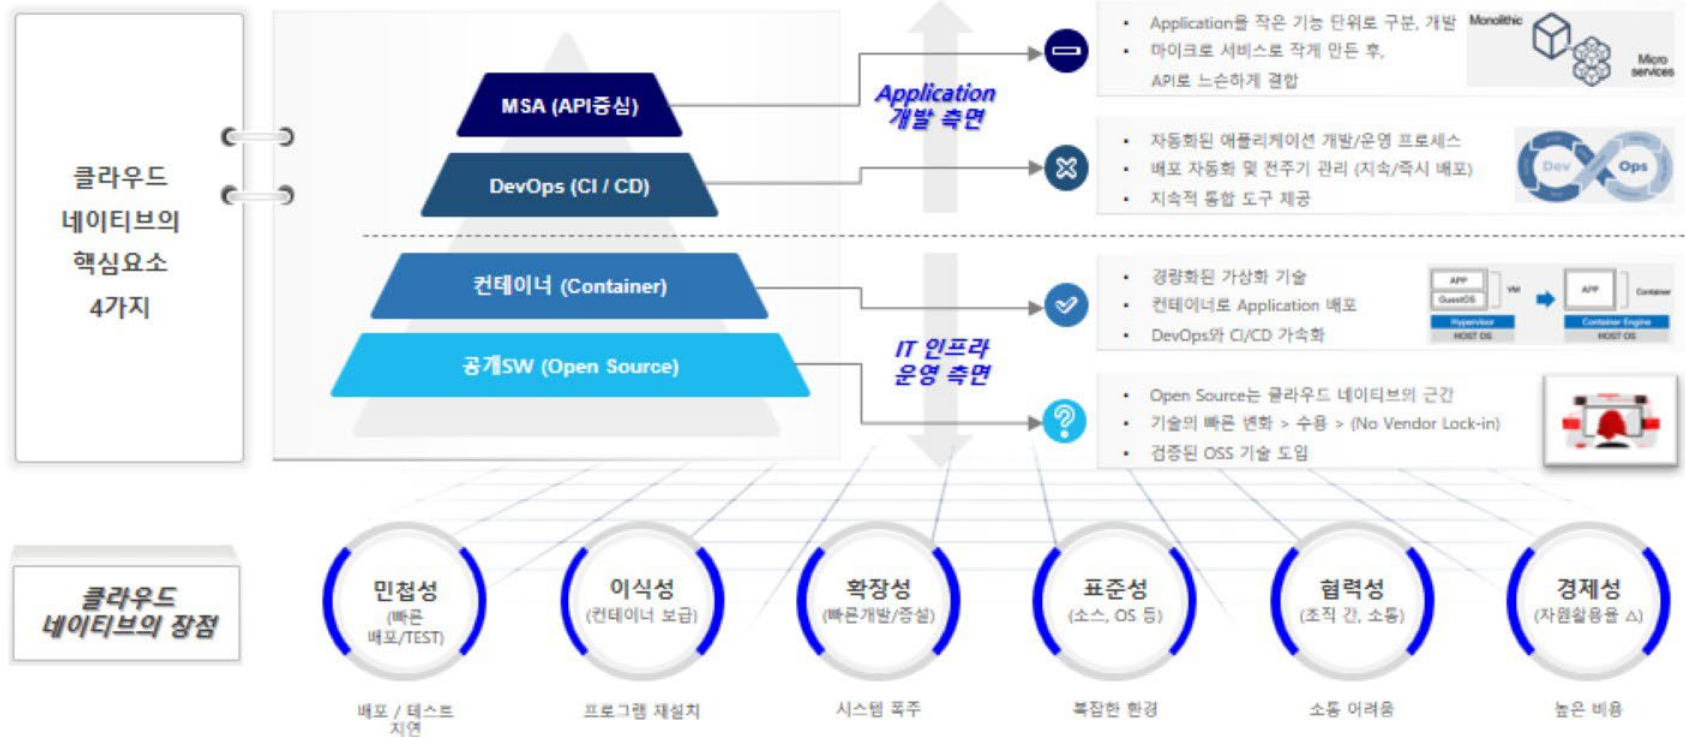 클라우드
네이티브의
핵심요소
4가지
MSA (API중심)
DevOps (CI / CD)
컨테이너 (Container)
공개SW (Open Source)
Application
개발 측면
IT 인프라
운영 측면
▪ Application을 작은 기능 단위로 구분, 개발
▪ 마이크로 서비스로 작게 만든 후,
API로 느슨하게 결합
Monolithic
Micro
services
▪ 자동화된 애플리케이션 개발/운영 프로세스
▪ 배포 자동화 및 전주기 관리 (지속/즉시 배포)
▪ 지속적 통합 도구 제공
Dev
Ops
▪ 경량화된 가상화 기술
▪ 컨테이너로 Application 배포
▪ DevOps와 CI/CD 가속화
APP
GuestOS
VM
Hypervisor
HOST OS
APP
Container
Container Engine
HOST OS
▪ Open Source는 클라우드 네이티브의 근간
▪ 기술의 빠른 변화 > 수용 > (No Vendor Lock-in)
▪ 검증된 OSS 기술 도입
클라우드
네이티브의 장점
민첩성
(빠른
배포/TEST)
이식성
(컨테이너 보급)
확장성
(빠른개발/증설)
표준성
(소스, OS 등)
협력성
(조직 간, 소통)
경제성
(자원활용율 △)
배포 / 테스트
지연
프로그램 재설치
시스템 폭주
복잡한 환경
소통 어려움
높은 비용